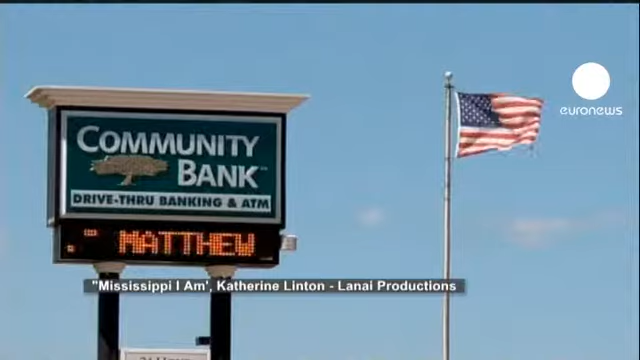 COMMUNITY
BANK
DRIVE-THRU BANKING & ATM
MATTHEW
euronews
"Mississippi I Am', Katherine Linton - Lanai Productions